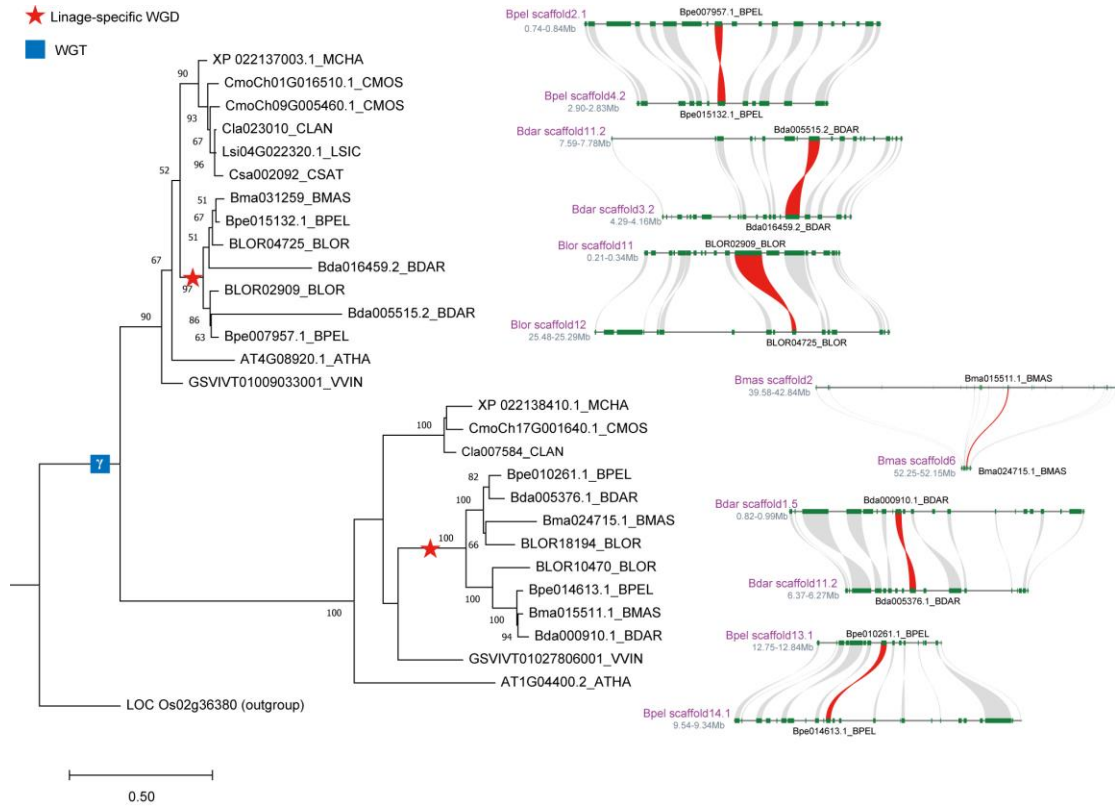 Linage-specific WGD
WGT
90
XP 022137003.1_MCHA
CmoCh01G016510.1_CMOS
CmoCh09G005460.1_CMOS
93
Cla023010_CLAN
67
Lsi04G022320.1_LSIC
96
Csa002092_CSAT
52
51
Bma031259_BMAS
67
Bpe015132.1_BPEL
51
BLOR04725_BLOR
67
Bda016459.2_BDAR
97
BLOR02909_BLOR
86
Bda005515.2_BDAR
63
Bpe007957.1_BPEL
90
AT4G08920.1_ATHA
GSVIVT01009033001_VVIN
γ
XP 022138410.1_MCHA
100
CmoCh17G001640.1_CMOS
Cla007584_CLAN
82
Bpe010261.1_BPEL
100
Bda005376.1_BDAR
Bma024715.1_BMAS
100
66
BLOR18194_BLOR
BLOR10470_BLOR
100
Bpe014613.1_BPEL
100
Bma015511.1_BMAS
94
Bda000910.1_BDAR
100
GSVIVT01027806001_VVIN
AT1G04400.2_ATHA
LOC Os02g36380 (outgroup)
0.50
Bpel scaffold2.1
0.74-0.84Mb
Bpe007957.1_BPEL
Bpel scaffold4.2
2.90-2.83Mb
Bpe015132.1_BPEL
Bdar scaffold11.2
7.59-7.78Mb
Bda005515.2_BDAR
Bdar scaffold3.2
4.29-4.16Mb
Bda016459.2_BDAR
Blor scaffold11
0.21-0.34Mb
BLOR02909_BLOR
Blor scaffold12
25.48-25.29Mb
BLOR04725_BLOR
Bmas scaffold2
39.58-42.84Mb
Bma015511.1_BMAS
Bmas scaffold6
52.25-52.15Mb
Bma024715.1_BMAS
Bdar scaffold1.5
0.82-0.99Mb
Bda000910.1_BDAR
Bdar scaffold11.2
6.37-6.27Mb
Bda005376.1_BDAR
Bpel scaffold13.1
12.75-12.84Mb
Bpe010261.1_BPEL
Bpel scaffold14.1
9.54-9.34Mb
Bpe014613.1_BPEL